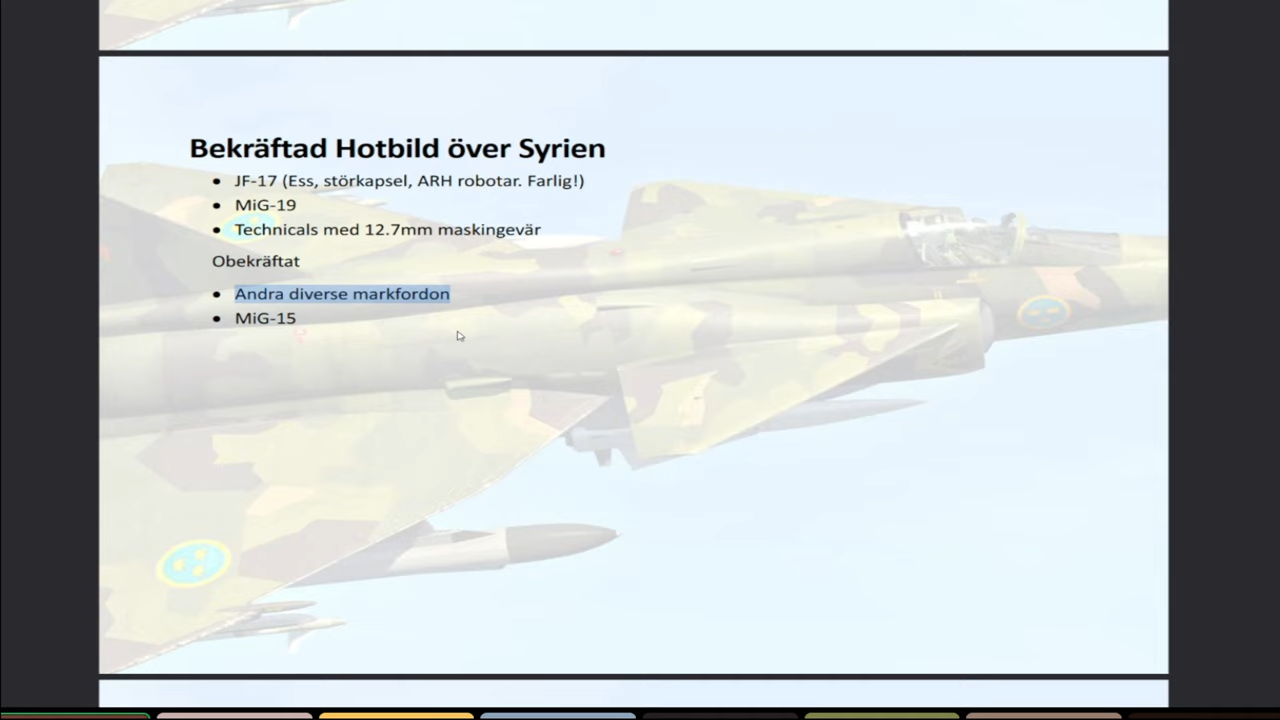 Bekräftad Hotbild över Syrien
• JF-17 (Ess, störkapsel, ARH robotar. Farlig!)
• MiG-19
• Technicals med 12.7mm maskingevär
Obekräftat
• Andra diverse markfordon
• MiG-15